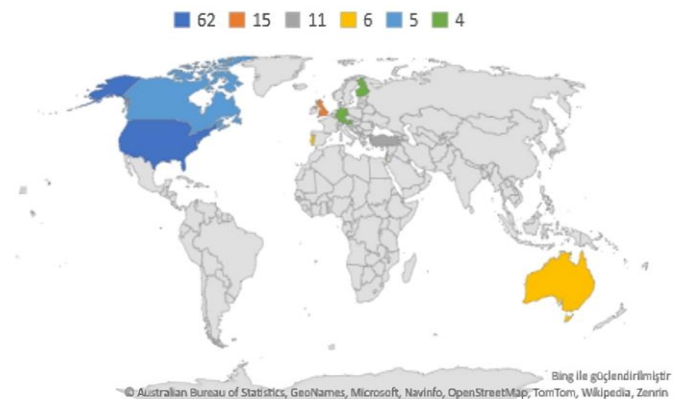 62 15 11 6 5 4
Bing ile güçlendirilmiştir
© Australian Bureau of Statistics, GeoNames, Microsoft, Navinfo, OpenStreetMap, TomTom, Wikipedia, Zenrin